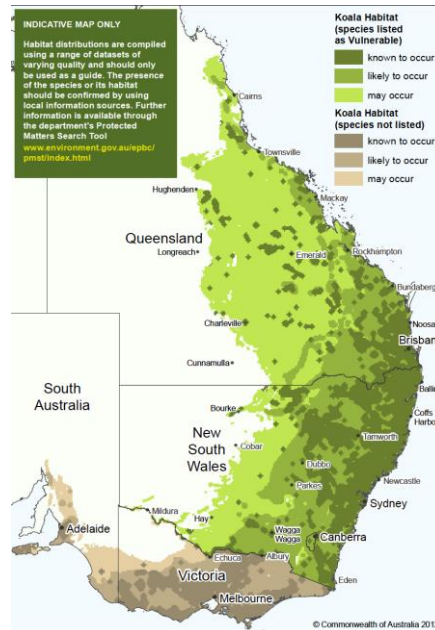 INDICATIVE MAP ONLY
Habitat distributions are compiled
using a range of datasets of
varying quality and should only
be used as a guide. The presence
of the species or its habitat
should be confirmed by using
local information sources. Further
information is available through
the department's Protected
Matters Search Tool
www.environment.gov.au/epbc/
pmst/index.html
Koala Habitat
(species listed
as Vulnerable)
known to occur
likely to occur
may occur
Koala Habitat
(species not listed)
known to occur
likely to occur
may occur
Cairns
Townsville
Hughenden
Mackay
Queensland
Longreach
Emerald
Rockhampton
Bundaberg
Charleville
Noosa
Brisban
Cunnamulla
South
Australia
Bourke
Balli
Coffs
Harbo
New
South
Wales
Cobar
Tamworth
Dubbo
Newcastle
Parkes
Mildura
Hay
Sydney
Adelaide
Wagga
Wagga
Canberra
Echuca
Albury
Victoria
Eden
Melbourne
© Commonwealth of Australia 201